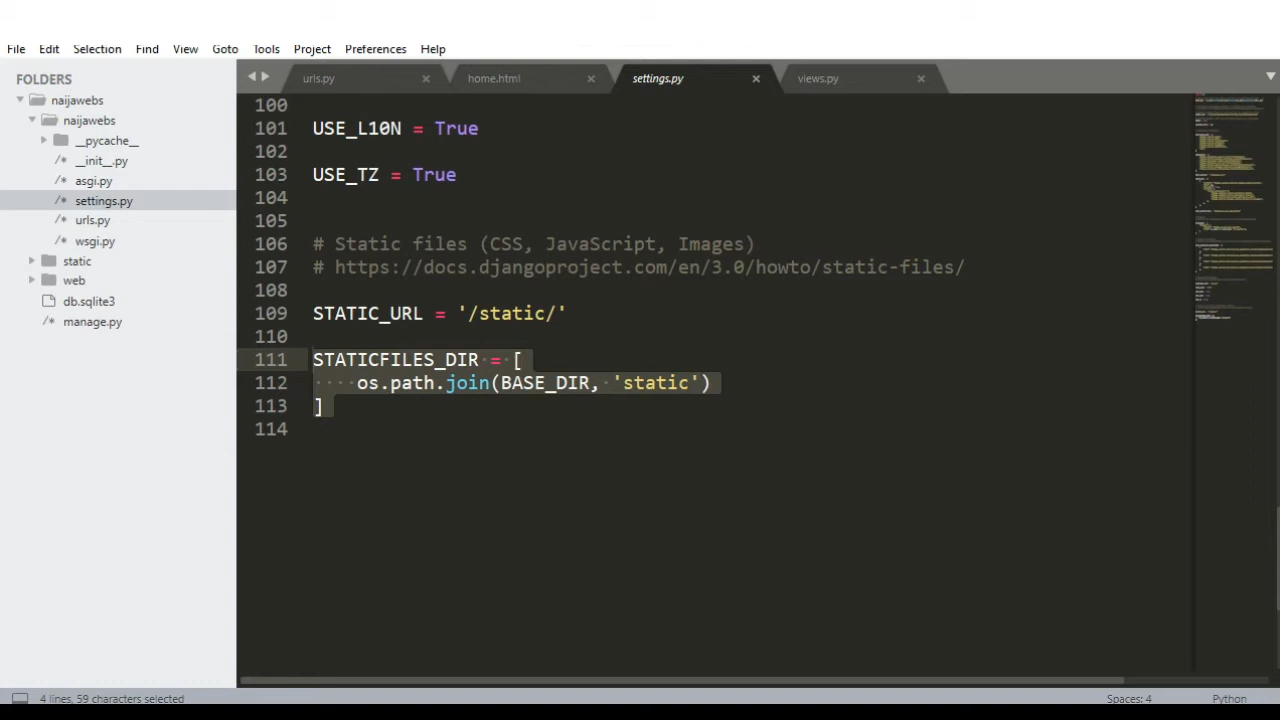 File Edit Selection Find View Goto Tools Project Preferences Help
FOLDERS
naijawebs
naijawebs
__pycache__
__init__.py
asgi.py
settings.py
urls.py
wsgi.py
static
web
db.sqlite3
manage.py
urls.py × home.html × settings.py × views.py ×
100
101 USE_L10N = True
102
103 USE_TZ = True
104
105
106 # Static files (CSS, JavaScript, Images)
107 # https://docs.djangoproject.com/en/3.0/howto/static-files/
108
109 STATIC_URL = '/static/'
110
111 STATICFILES_DIR = [
112 os.path.join(BASE_DIR, 'static')
113 ]
114
4 lines, 59 characters selected Spaces: 4 Python